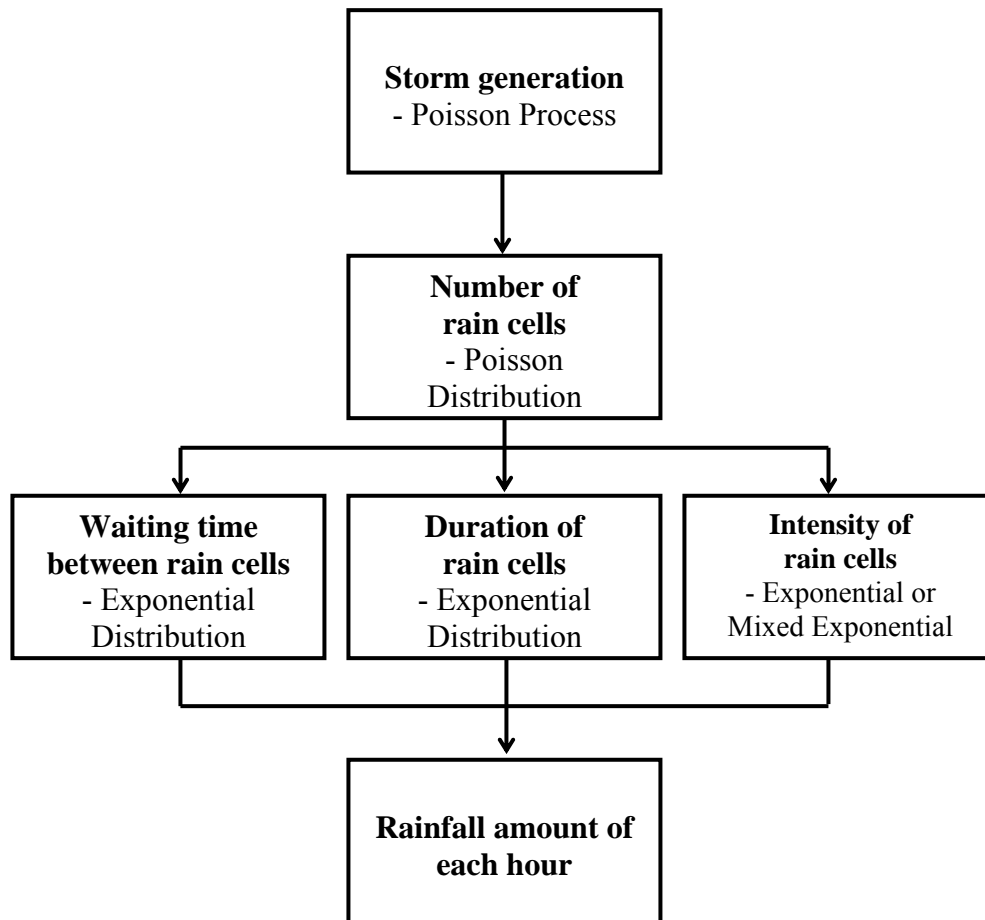 Storm generation
- Poisson Process
Number of
rain cells
- Poisson
Distribution
Waiting time
between rain cells
- Exponential
Distribution
Duration of
rain cells
- Exponential
Distribution
Intensity of
rain cells
- Exponential or
Mixed Exponential
Rainfall amount of
each hour